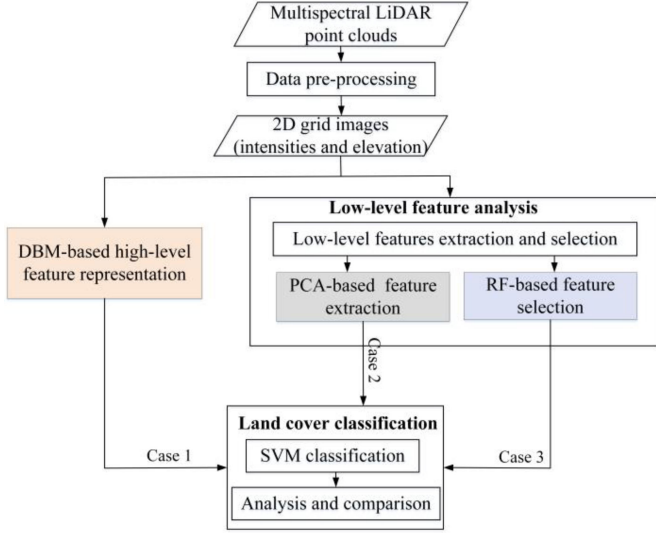 Multispectral LiDAR
point clouds
Data pre-processing
2D grid images
(intensities and elevation)
Low-level feature analysis
DBM-based high-level
feature representation
Low-level features extraction and selection
PCA-based feature
extraction
RF-based feature
selection
Case 2
Land cover classification
Case 1
SVM classification
Case 3
Analysis and comparison